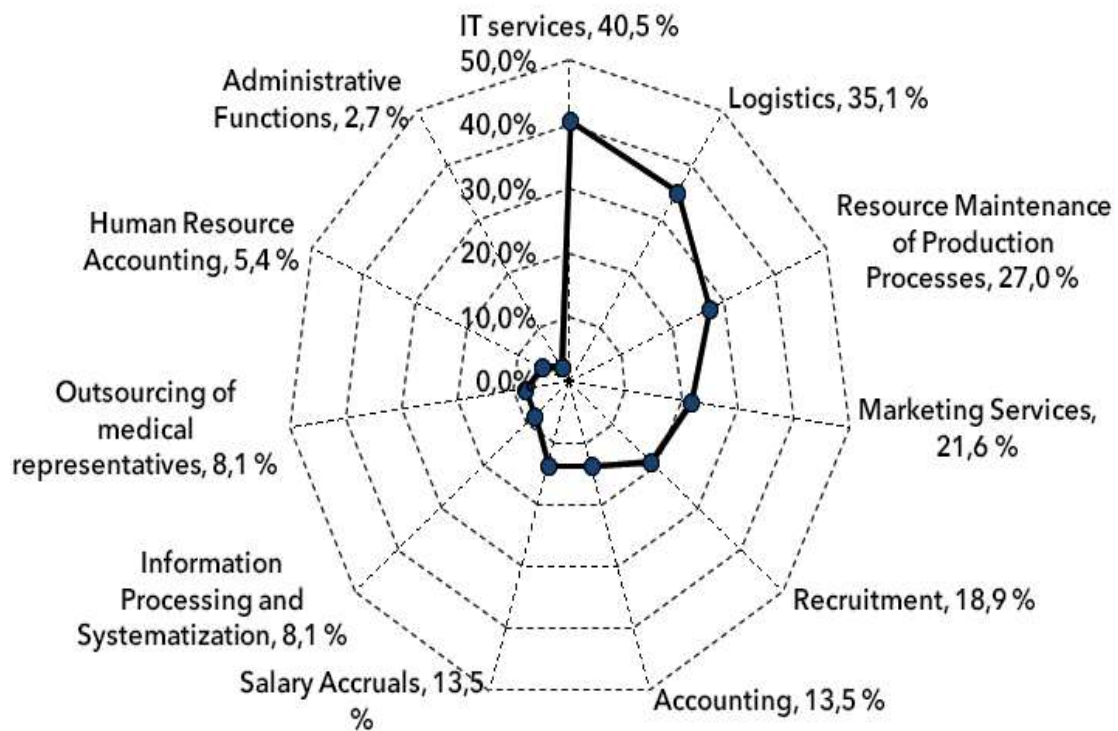 IT services, 40,5 %
50,0%
40,0%
30,0%
20,0%
10,0%
0,0%
Logistics, 35,1 %
Resource Maintenance
of Production
Processes, 27,0 %
Marketing Services,
21,6 %
Recruitment, 18,9 %
Accounting, 13,5 %
Salary Accruals, 13,5
%
Information
Processing and
Systematization, 8,1 %
Outsourcing of
medical
representatives, 8,1 %
Human Resource
Accounting, 5,4 %
Administrative
Functions, 2,7 %